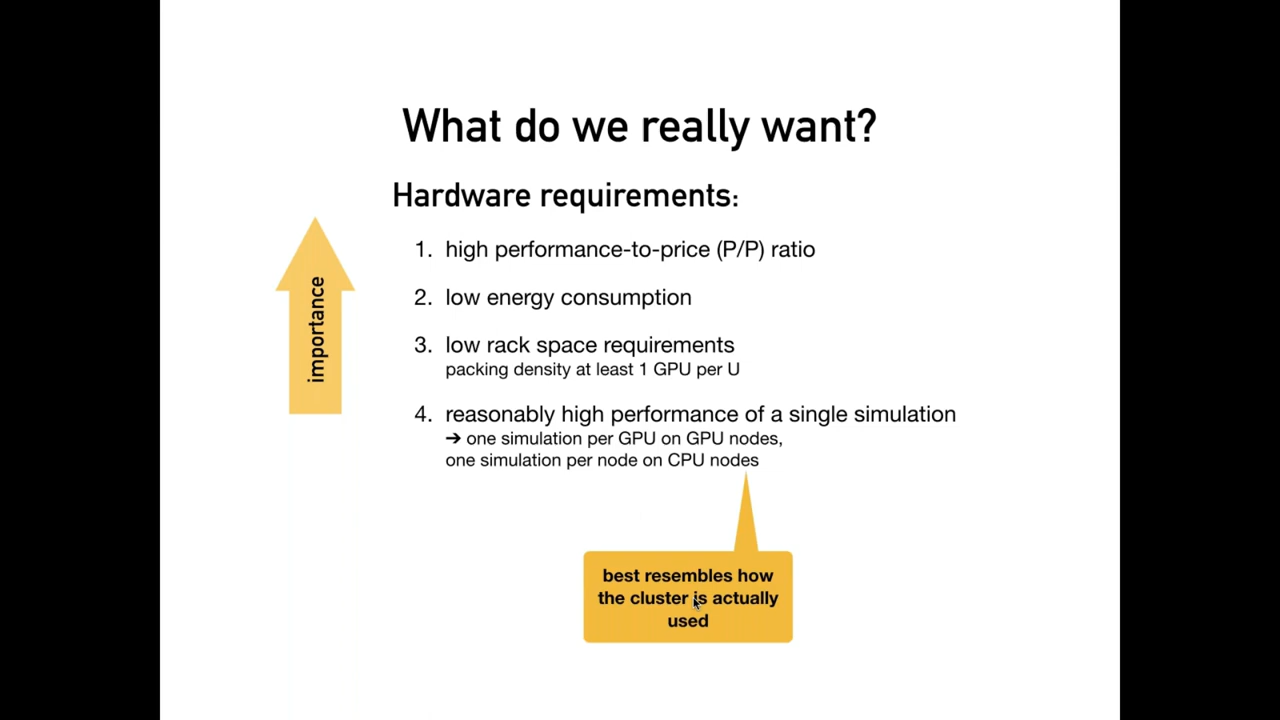 What do we really want?
Hardware requirements:
importance
1. high performance-to-price (P/P) ratio
2. low energy consumption
3. low rack space requirements
packing density at least 1 GPU per U
4. reasonably high performance of a single simulation
➔ one simulation per GPU on GPU nodes,
one simulation per node on CPU nodes
best resembles how
the cluster is actually
used